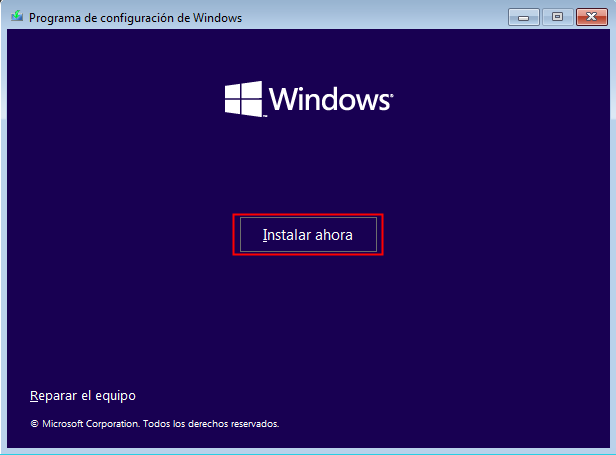 Programa de configuración de Windows
Windows
Instalar ahora
Reparar el equipo
© Microsoft Corporation. Todos los derechos reservados.